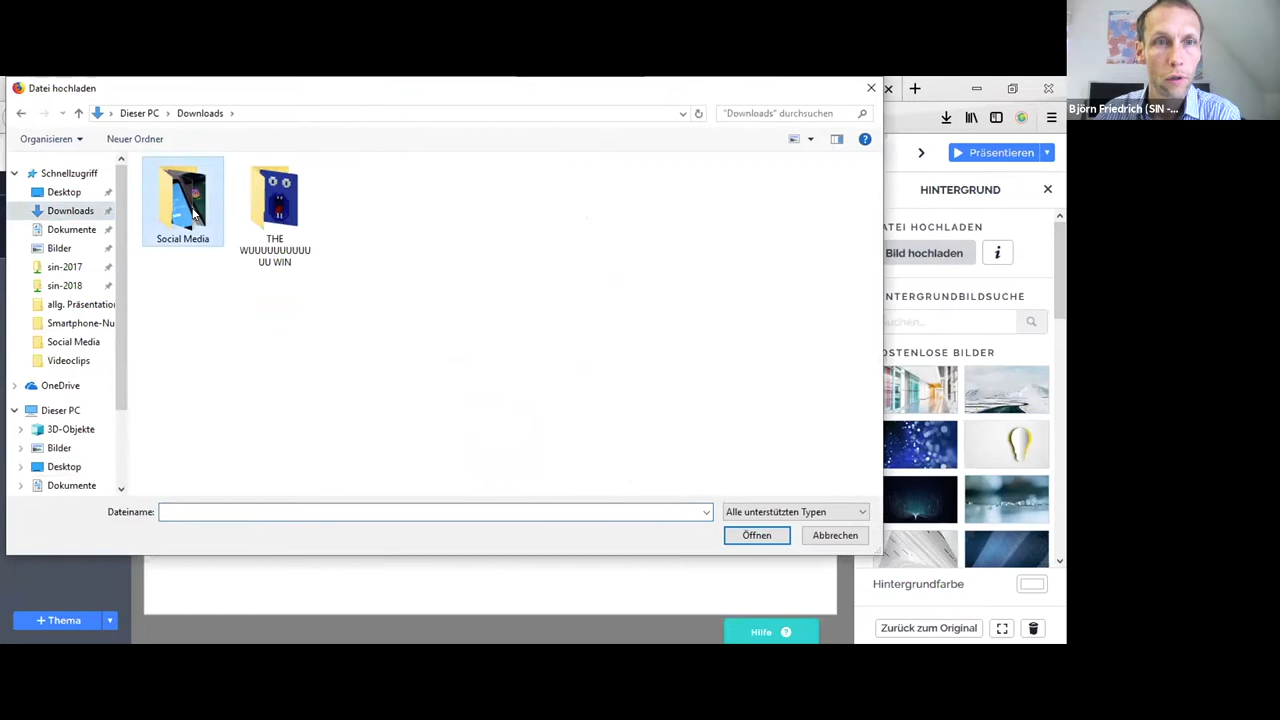 Datei hochladen
Björn Friedrich (SIN -...
Dieser PC
Downloads
"Downloads" durchsuchen
Präsentieren
Organisieren
Neuer Ordner
Schnellzugriff
Desktop
Downloads
Dokumente
Bilder
sin-2017
sin-2018
allg. Präsentatio
Smartphone-Nu
Social Media
Videoclips
OneDrive
Dieser PC
3D-Objekte
Bilder
Desktop
Dokumente
Social Media
THE
WUUUUUUUUUU
UU WIN
HINTERGRUND
ATEI HOCHLADEN
Bild hochladen
i
NTERGRUNDBILDSUCHE
uchen...
OSTENLOSE BILDER
Dateiname:
Alle unterstützten Typen
Öffnen
Abbrechen
Hintergrundfarbe
Zurück zum Original
+ Thema
Hilfe ?